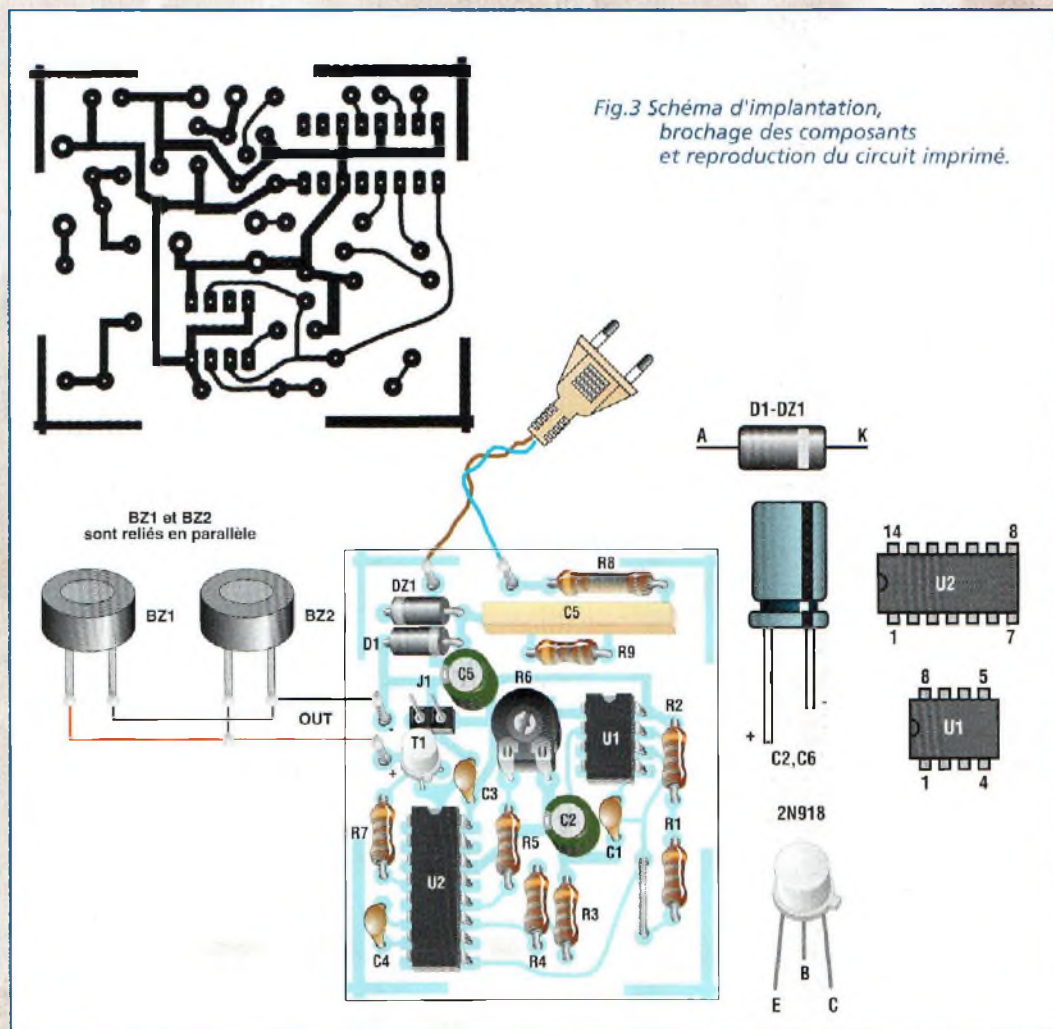 Fig.3 Schéma d'implantation,
brochage des composants
et reproduction du circuit imprimé.
BZ1 et BZ2
sont reliés en parallèle
BZ1
BZ2
OUT
-
+
DZ1
D1
J1
T1
C5
R6
R8
C5
R9
U1
R2
C3
R7
U2
R5
C2
C1
R1
C4
R4
R3
D1-DZ1
A
K
+
-
C2,C6
14
8
U2
1
7
8
5
U1
1
4
2N918
E
B
C